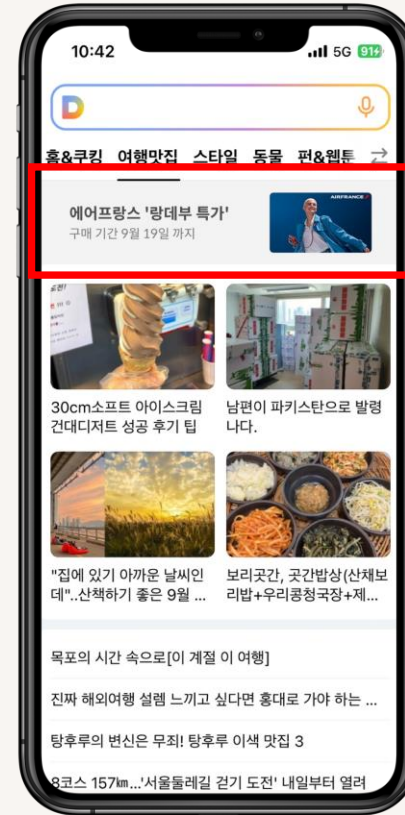 10:42
5G 91
D
홈&쿠킹 여행맛집 스타일 동물 펀&웹툰
에어프랑스 '랑데부 특가'
구매 기간 9월 19일 까지
AIRFRANCE
30cm소프트 아이스크림
건대디저트 성공 후기 팁
남편이 파키스탄으로 발령
나다.
"집에 있기 아까운 날씨인
데"..산책하기 좋은 9월 ...
보리곳간, 곳간밥상(산채보
리밥+우리콩청국장+제...
목포의 시간 속으로[이 계절 이 여행]
진짜 해외여행 설렘 느끼고 싶다면 홍대로 가야 하는 ...
탕후루의 변신은 무죄! 탕후루 이색 맛집 3
8코스 157㎞...'서울둘레길 걷기 도전' 내일부터 열려